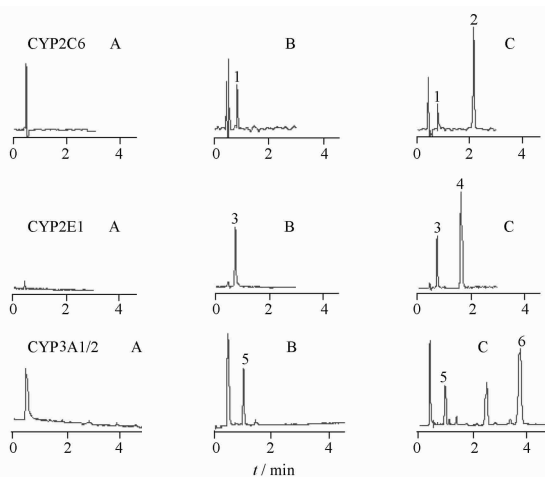 CYP2C6 A B C
1 1 2
0 2 4 0 2 4 0 2 4
CYP2E1 A B C
3 3 4
0 2 4 0 2 4 0 2 4
CYP3A1/2 A B C
5 5 6
0 2 4 0 2 4 0 2 4
t / min